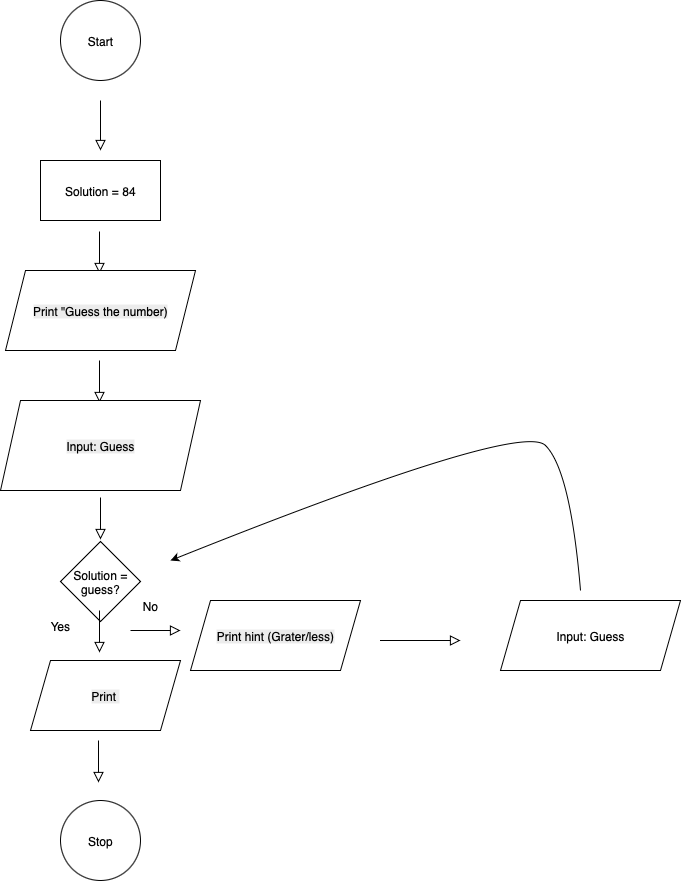 Start
Solution = 84
Print "Guess the number)
Input: Guess
Solution =
guess?
No
Yes
Print hint (Grater/less)
Input: Guess
Print
Stop